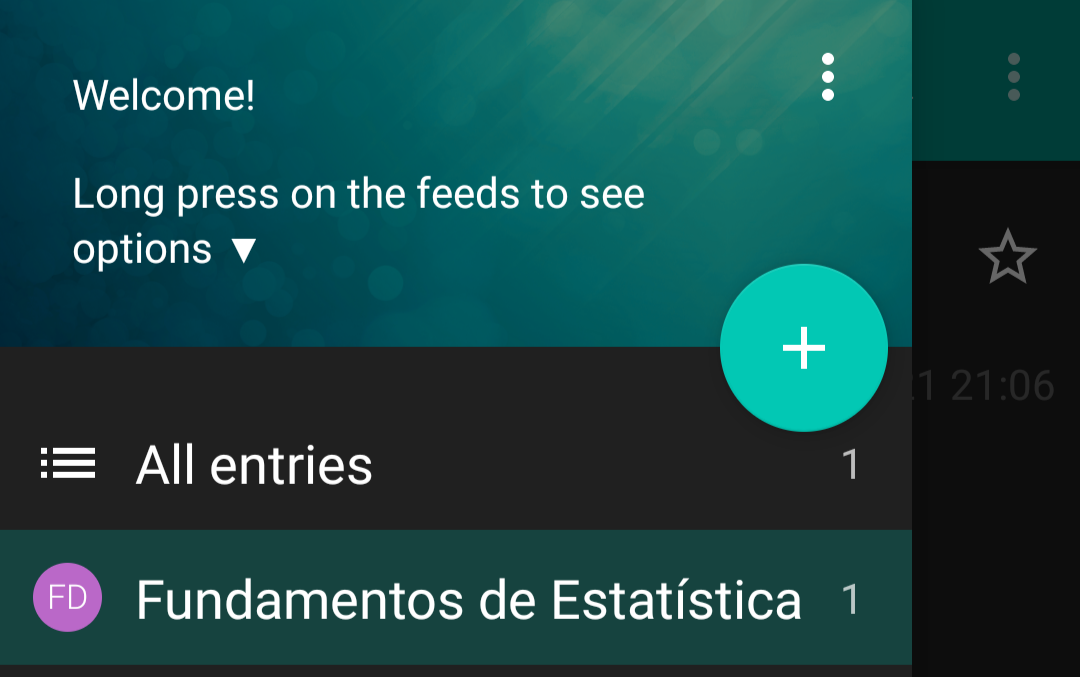 Welcome!
Long press on the feeds to see
options ▼
21:06
All entries 1
FD Fundamentos de Estatística 1